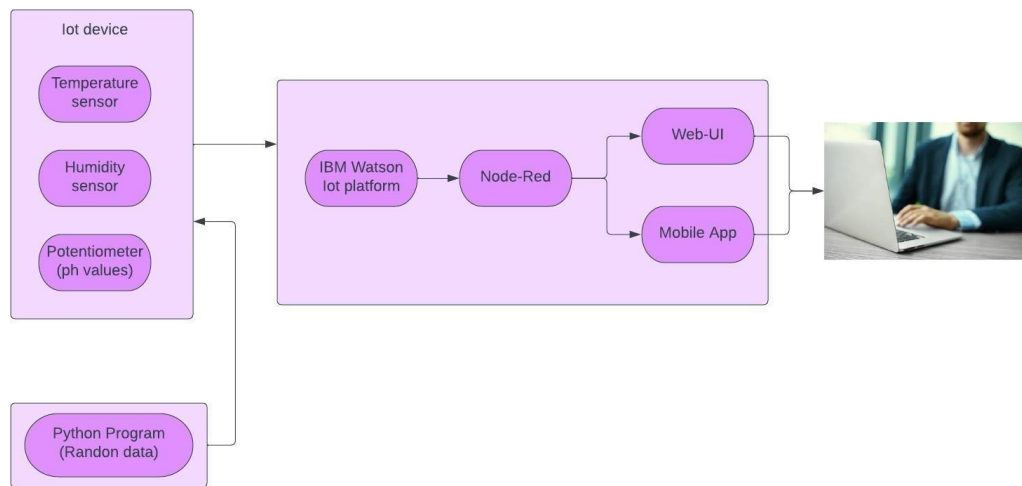 Iot device
Temperature
sensor
Humidity
sensor
Potentiometer
(ph values)
IBM Watson
Iot platform
Node-Red
Web-UI
Mobile App
Python Program
(Randon data)